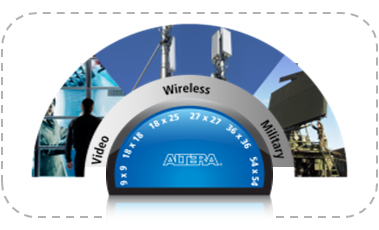 Video
Wireless
Military
9 x 9
18 x 18
18 x 25
27 x 27
36 x 36
54 x 54
ALTERA